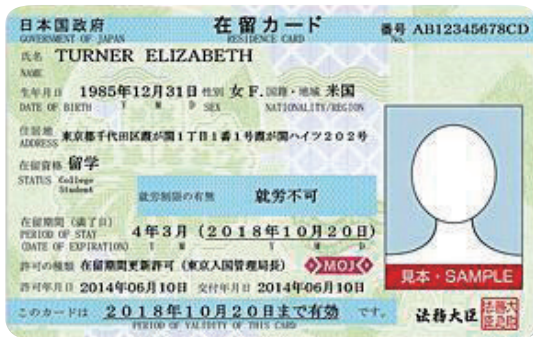 日本国政府 在留カード 番号 AB12345678CD
GOVERNMENT OF JAPAN RESIDENCE CARD No.
氏名 TURNER ELIZABETH
NAME
生年月日 1985年12月31日 性別 女 F. 国籍・地域 米国
DATE OF BIRTH Y M D SEX NATIONALITY/REGION
住居地 東京都千代田区霞が関1丁目1番1号霞が関ハイツ202号
ADDRESS
在留資格 留学
STATUS College Student
就労制限の有無 就労不可
在留期間(満了日) 4年3月(2018年10月20日)
PERIOD OF STAY
(DATE OF EXPIRATION) Y M Y M D
許可の種類 在留期間更新許可(東京入国管理局長) MOJ
見本・SAMPLE
許可年月日 2014年06月10日 交付年月日 2014年06月10日
このカードは 2018年10月20日まで有効 です。
PERIOD OF VALIDITY OF THIS CARD
法務大臣